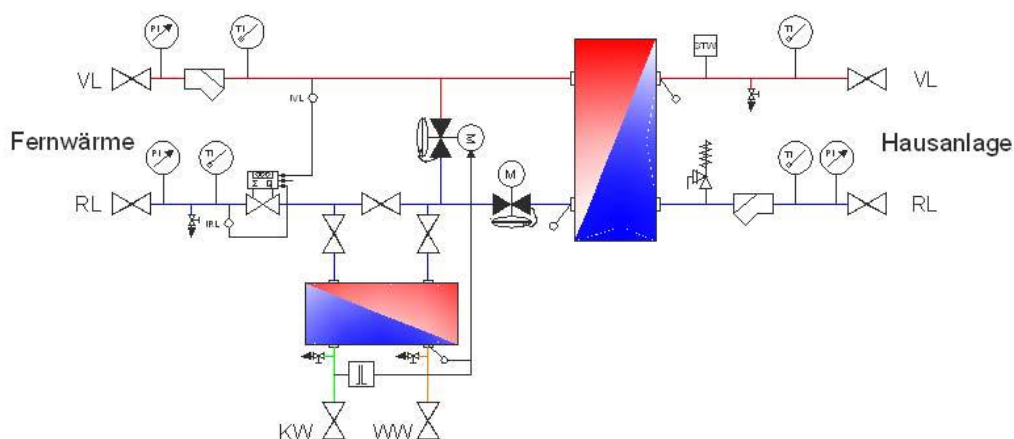 PI
TI
STW
TI
VL
IVL
VL
M
Fernwärme
Hausanlage
PI
TI
M
TI
PI
RL
IRL
RL
KW
WW